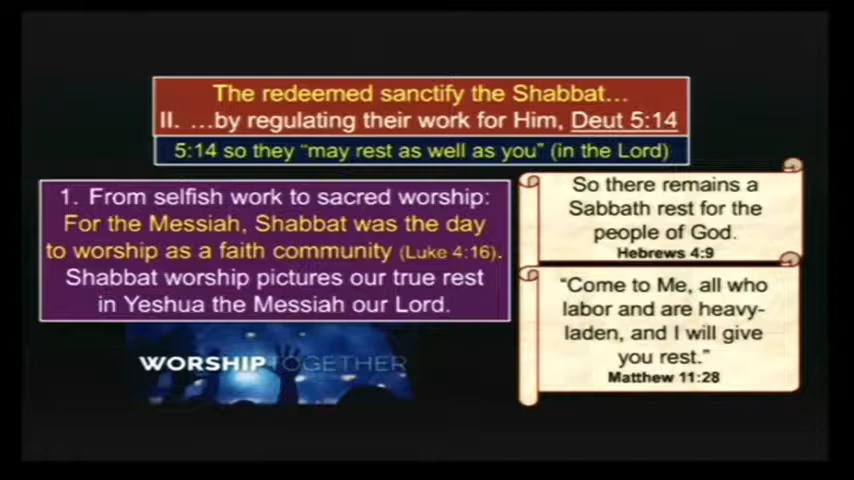 The redeemed sanctify the Shabbat…
II. …by regulating their work for Him, Deut 5:14
5:14 so they “may rest as well as you” (in the Lord)
1. From selfish work to sacred worship:
For the Messiah, Shabbat was the day
to worship as a faith community (Luke 4:16).
Shabbat worship pictures our true rest
in Yeshua the Messiah our Lord.
So there remains a
Sabbath rest for the
people of God.
Hebrews 4:9
“Come to Me, all who
labor and are heavy-
laden, and I will give
you rest.”
Matthew 11:28
WORSHIPTOGETHER